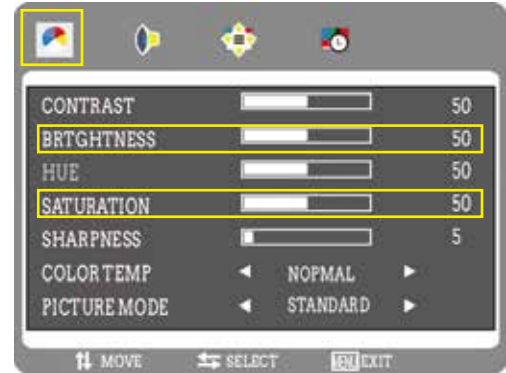 CONTRAST 50
BRTGHTNESS 50
HUE 50
SATURATION 50
SHARPNESS 5
COLOR TEMP NOPMAL
PICTURE MODE STANDARD
MOVE SELECT MENU EXIT